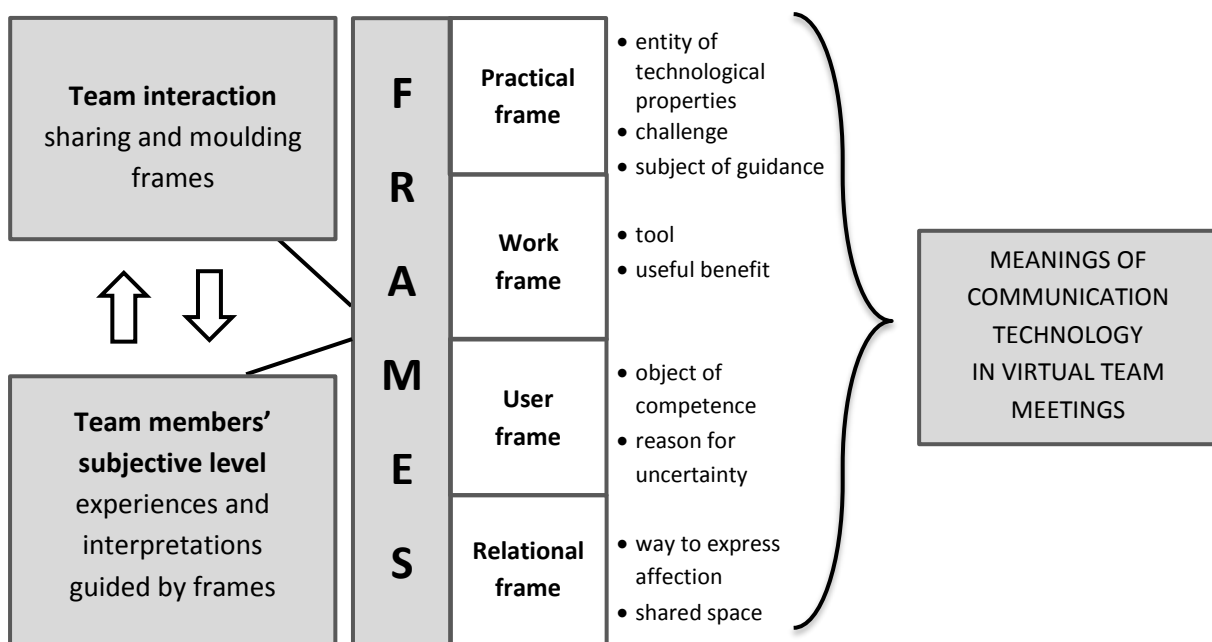 Team interaction
sharing and moulding
frames
Team members’
subjective level
experiences and
interpretations
guided by frames
F
R
A
M
E
S
Practical
frame
• entity of
technological
properties
• challenge
• subject of guidance
Work
frame
• tool
• useful benefit
User
frame
• object of
competence
• reason for
uncertainty
Relational
frame
• way to express
affection
• shared space
MEANINGS OF
COMMUNICATION
TECHNOLOGY
IN VIRTUAL TEAM
MEETINGS